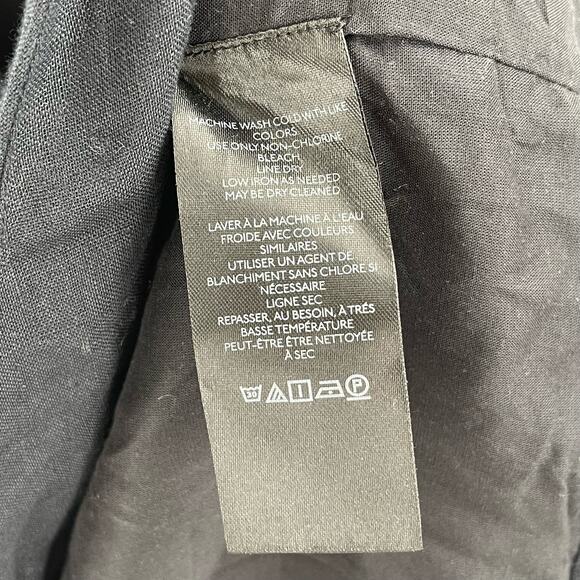 MACHINE WASH COLD WITH LIKE
COLORS
USE ONLY NON-CHLORINE
BLEACH
LINE DRY
LOW IRON AS NEEDED
MAY BE DRY CLEANED
LAVER À LA MACHINE À L'EAU
FROIDE AVEC COULEURS
SIMILAIRES
UTILISER UN AGENT DE
BLANCHIMENT SANS CHLORE SI
NÉCESSAIRE
LIGNE SEC
REPASSER, AU BESOIN, À TRÉS
BASSE TEMPÉRATURE
PEUT-ÊTRE ÊTRE NETTOYÉE
À SEC
30 P